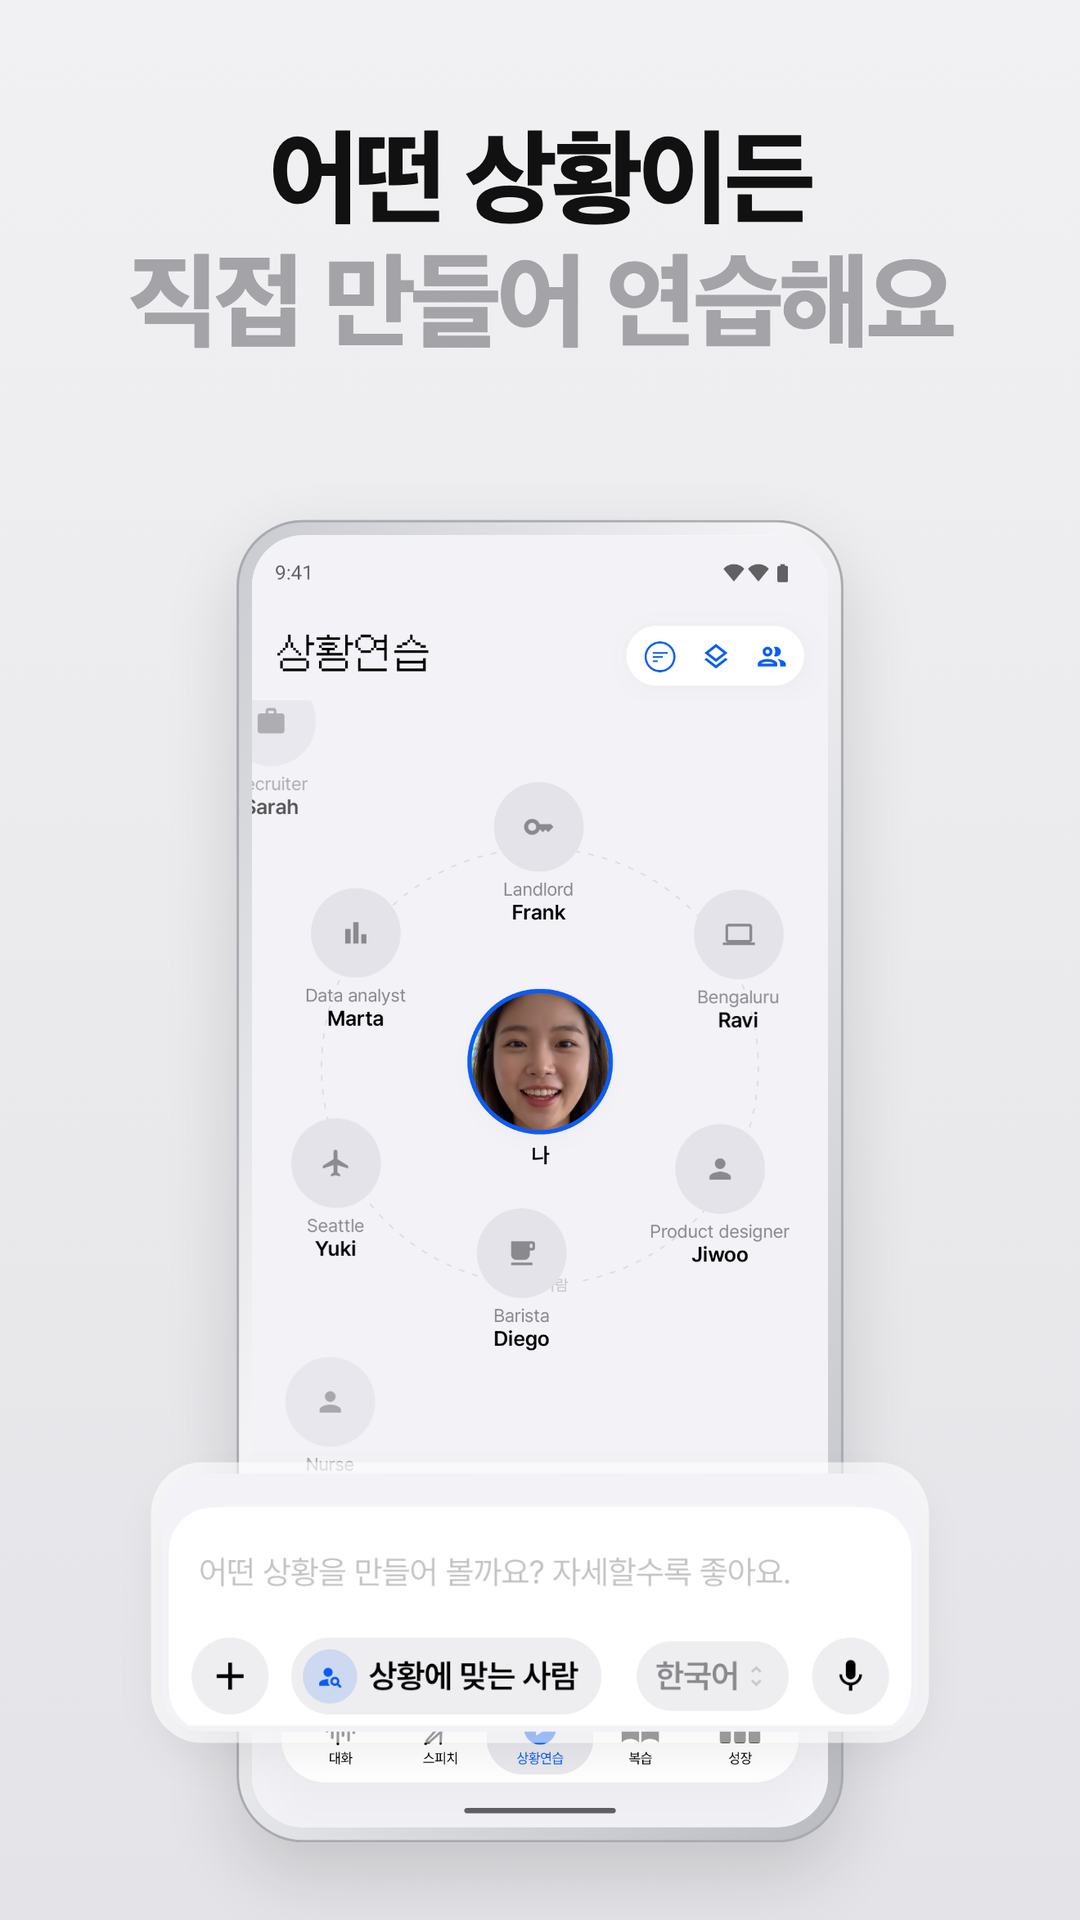 어떤 상황이든
직접 만들어 연습해요
9:41
상황연습
Sarah
Landlord
Frank
Data analyst
Marta
Bengaluru
Ravi
나
Seattle
Yuki
Product designer
Jiwoo
Barista
Diego
Nurse
어떤 상황을 만들어 볼까요? 자세할수록 좋아요.
상황에 맞는 사람
한국어
대화
스피치
상황연습
복습
성장